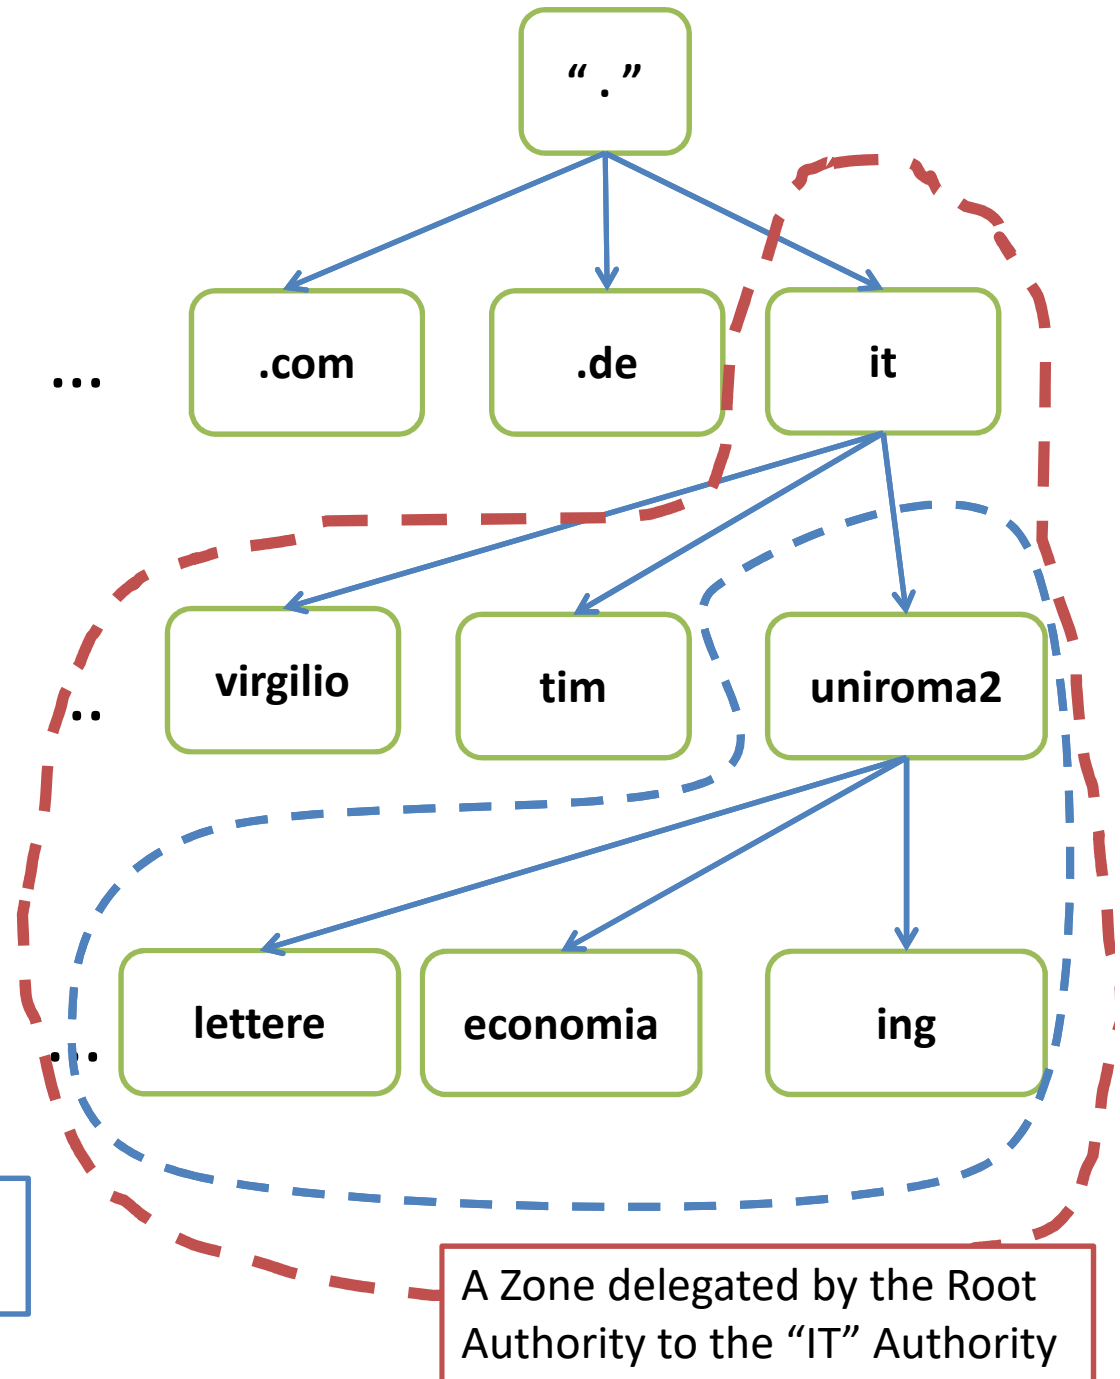 “ . ”
... .com .de it
.. virgilio tim uniroma2
... lettere economia ing
A Zone delegated by the Root
Authority to the “IT” Authority